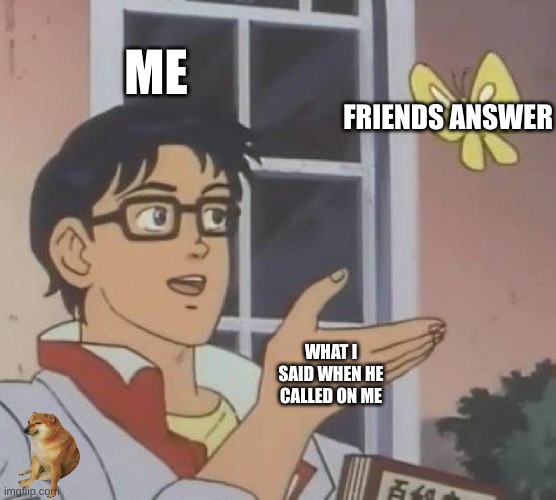 ME
FRIENDS ANSWER
WHAT I
SAID WHEN HE
CALLED ON ME
imgflip.com